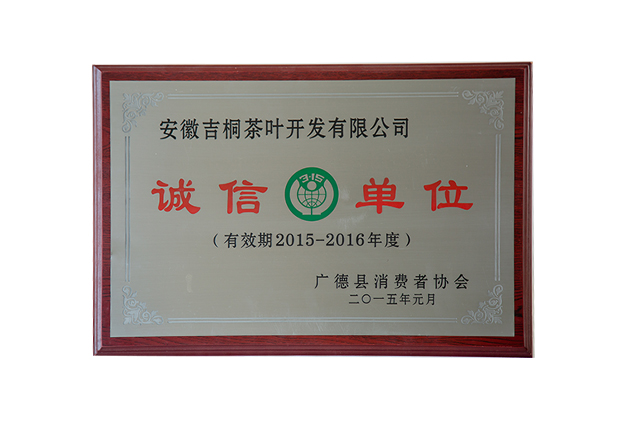 安徽吉桐茶叶开发有限公司
诚信 3·15 单位
（有效期2015-2016年度）
广德县消费者协会
二〇一五年元月